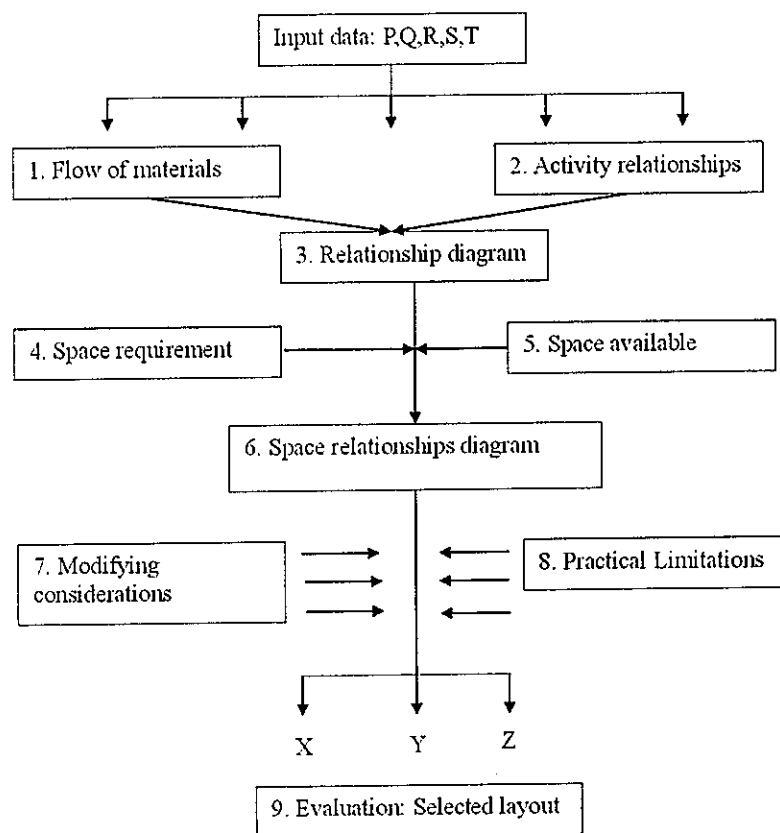 Input data: P,Q,R,S,T
1. Flow of materials
2. Activity relationships
3. Relationship diagram
4. Space requirement
5. Space available
6. Space relationships diagram
7. Modifying
considerations
8. Practical Limitations
X
Y
Z
9. Evaluation: Selected layout